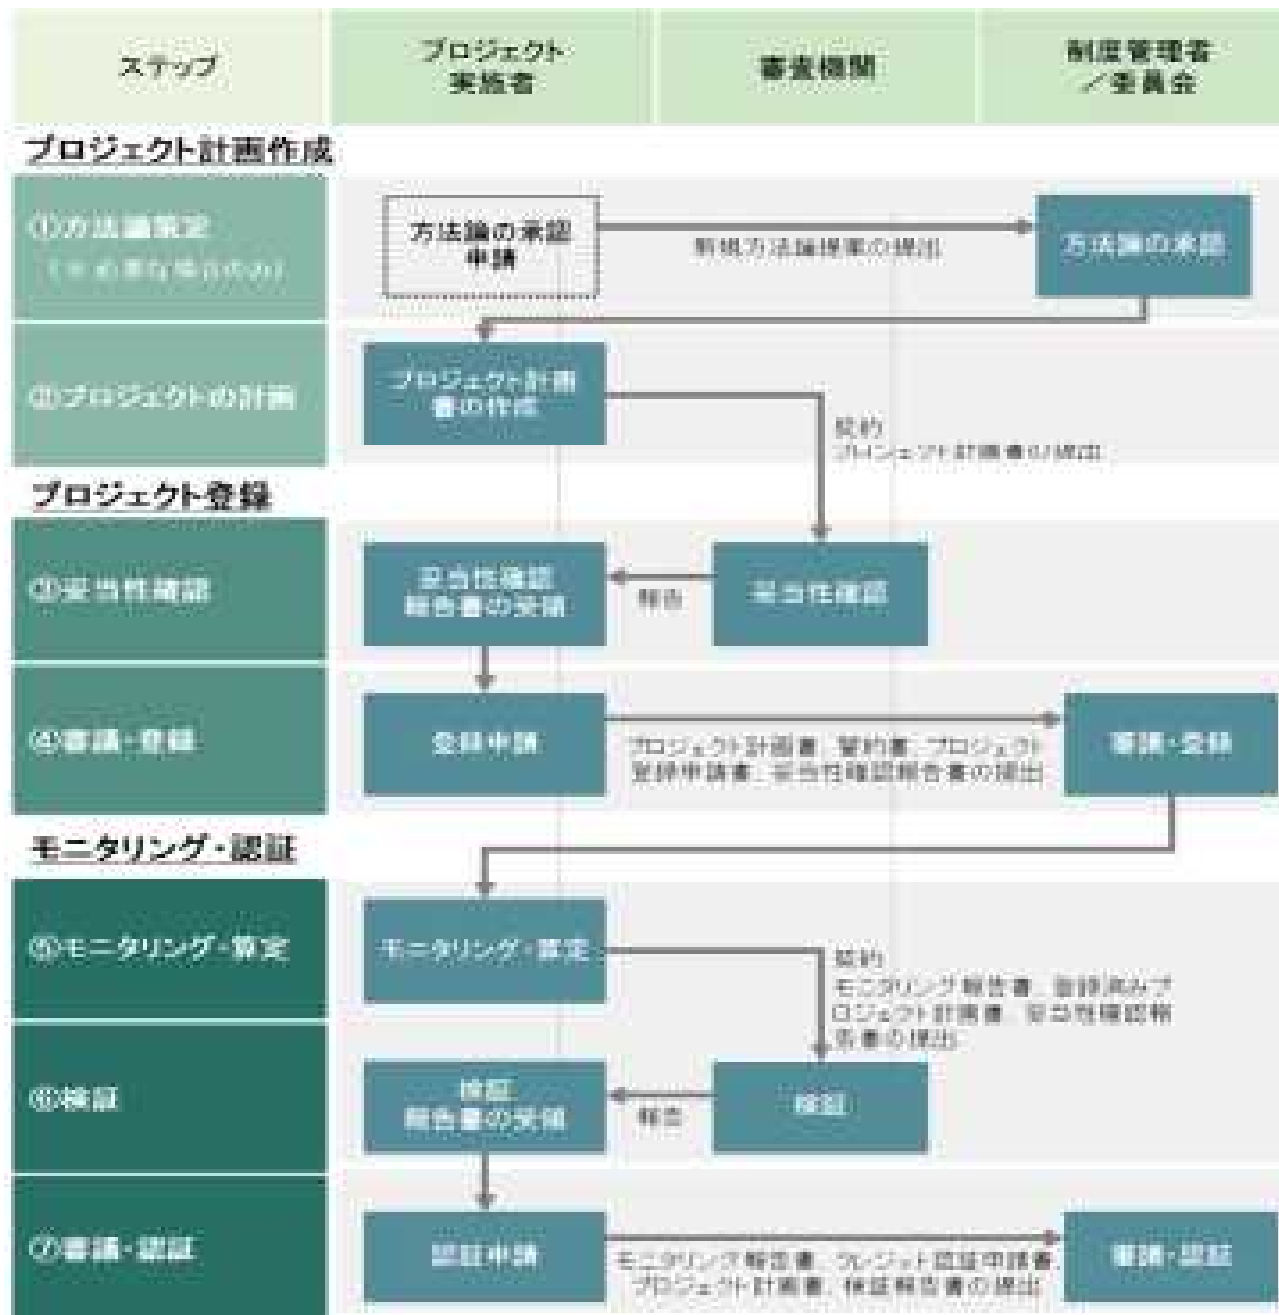 ステップ
プロジェクト
実施者
審査機関
制度管理者
／委員会
プロジェクト計画作成
①方法論策定
（※必要な場合のみ）
方法論の承認
申請
新規方法論提案の提出
方法論の承認
②プロジェクトの計画
プロジェクト計画
書の作成
契約
プロジェクト計画書の提出
プロジェクト登録
③妥当性確認
妥当性確認
報告書の受領
報告
妥当性確認
④審議・登録
登録申請
プロジェクト計画書、誓約書、プロジェクト
登録申請書、妥当性確認報告書の提出
審議・登録
モニタリング・認証
⑤モニタリング・算定
モニタリング・算定
契約
モニタリング報告書、登録済みプ
ロジェクト計画書、妥当性確認報
告書の提出
⑥検証
検証
報告書の受領
報告
検証
⑦審議・認証
認証申請
モニタリング報告書、クレジット認証申請書、
プロジェクト計画書、検証報告書の提出
審議・認証